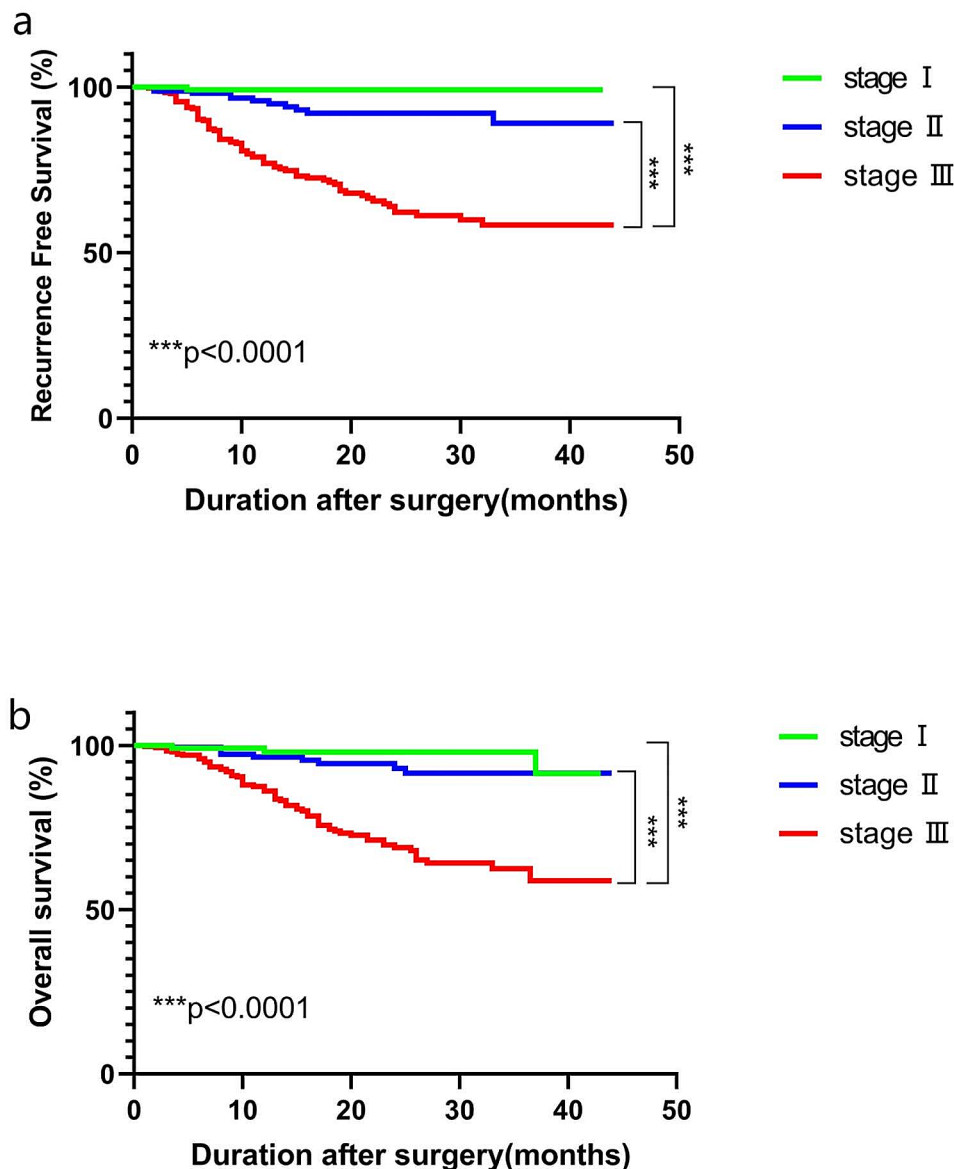 a
Recurrence Free Survival (%)
100
50
0
0 10 20 30 40 50
Duration after surgery(months)
***p<0.0001
***
***
stage Ⅰ
stage Ⅱ
stage Ⅲ
b
Overall survival (%)
100
50
0
0 10 20 30 40 50
Duration after surgery(months)
***p<0.0001
***
***
stage Ⅰ
stage Ⅱ
stage Ⅲ